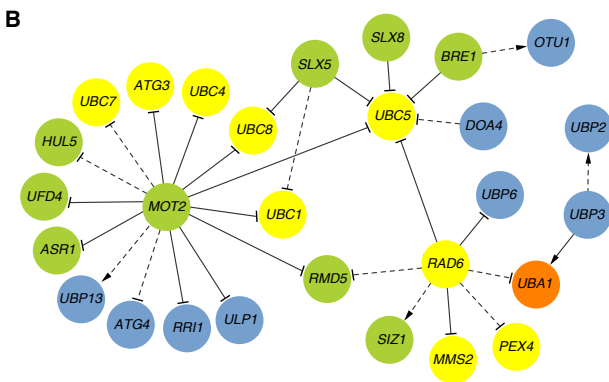 B
SLX8
SLX5
BRE1
OTU1
ATG3
UBC4
UBC7
UBC8
UBC5
DOA4
UBP2
HUL5
UFD4
MOT2
UBC1
UBP6
UBP3
ASR1
RMD5
RAD6
UBA1
UBP13
ATG4
RRI1
ULP1
SIZ1
MMS2
PEX4